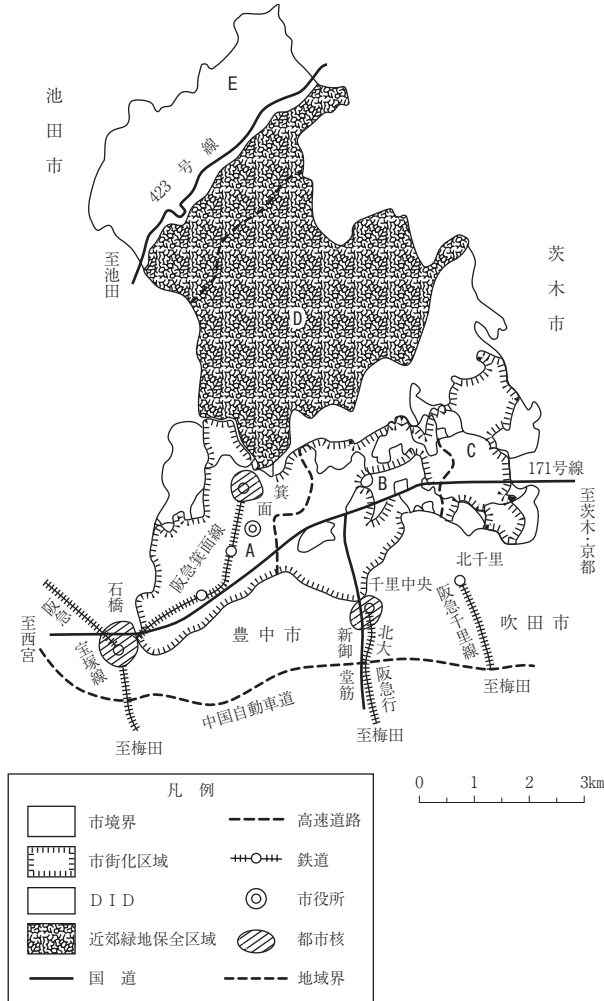 E
池田市
423号線
至池田
D
茨木市
C
171号線
B
箕面
至茨木・京都
A
阪急箕面線
石橋
北千里
千里中央
阪急
宝塚線
至西宮
豊中市
新御堂筋
北大阪急行
阪急千里線
吹田市
至梅田
中国自動車道
至梅田
至梅田
凡例
市境界
高速道路
市街化区域
鉄道
DID
市役所
近郊緑地保全区域
都市核
国道
地域界
0 1 2 3km